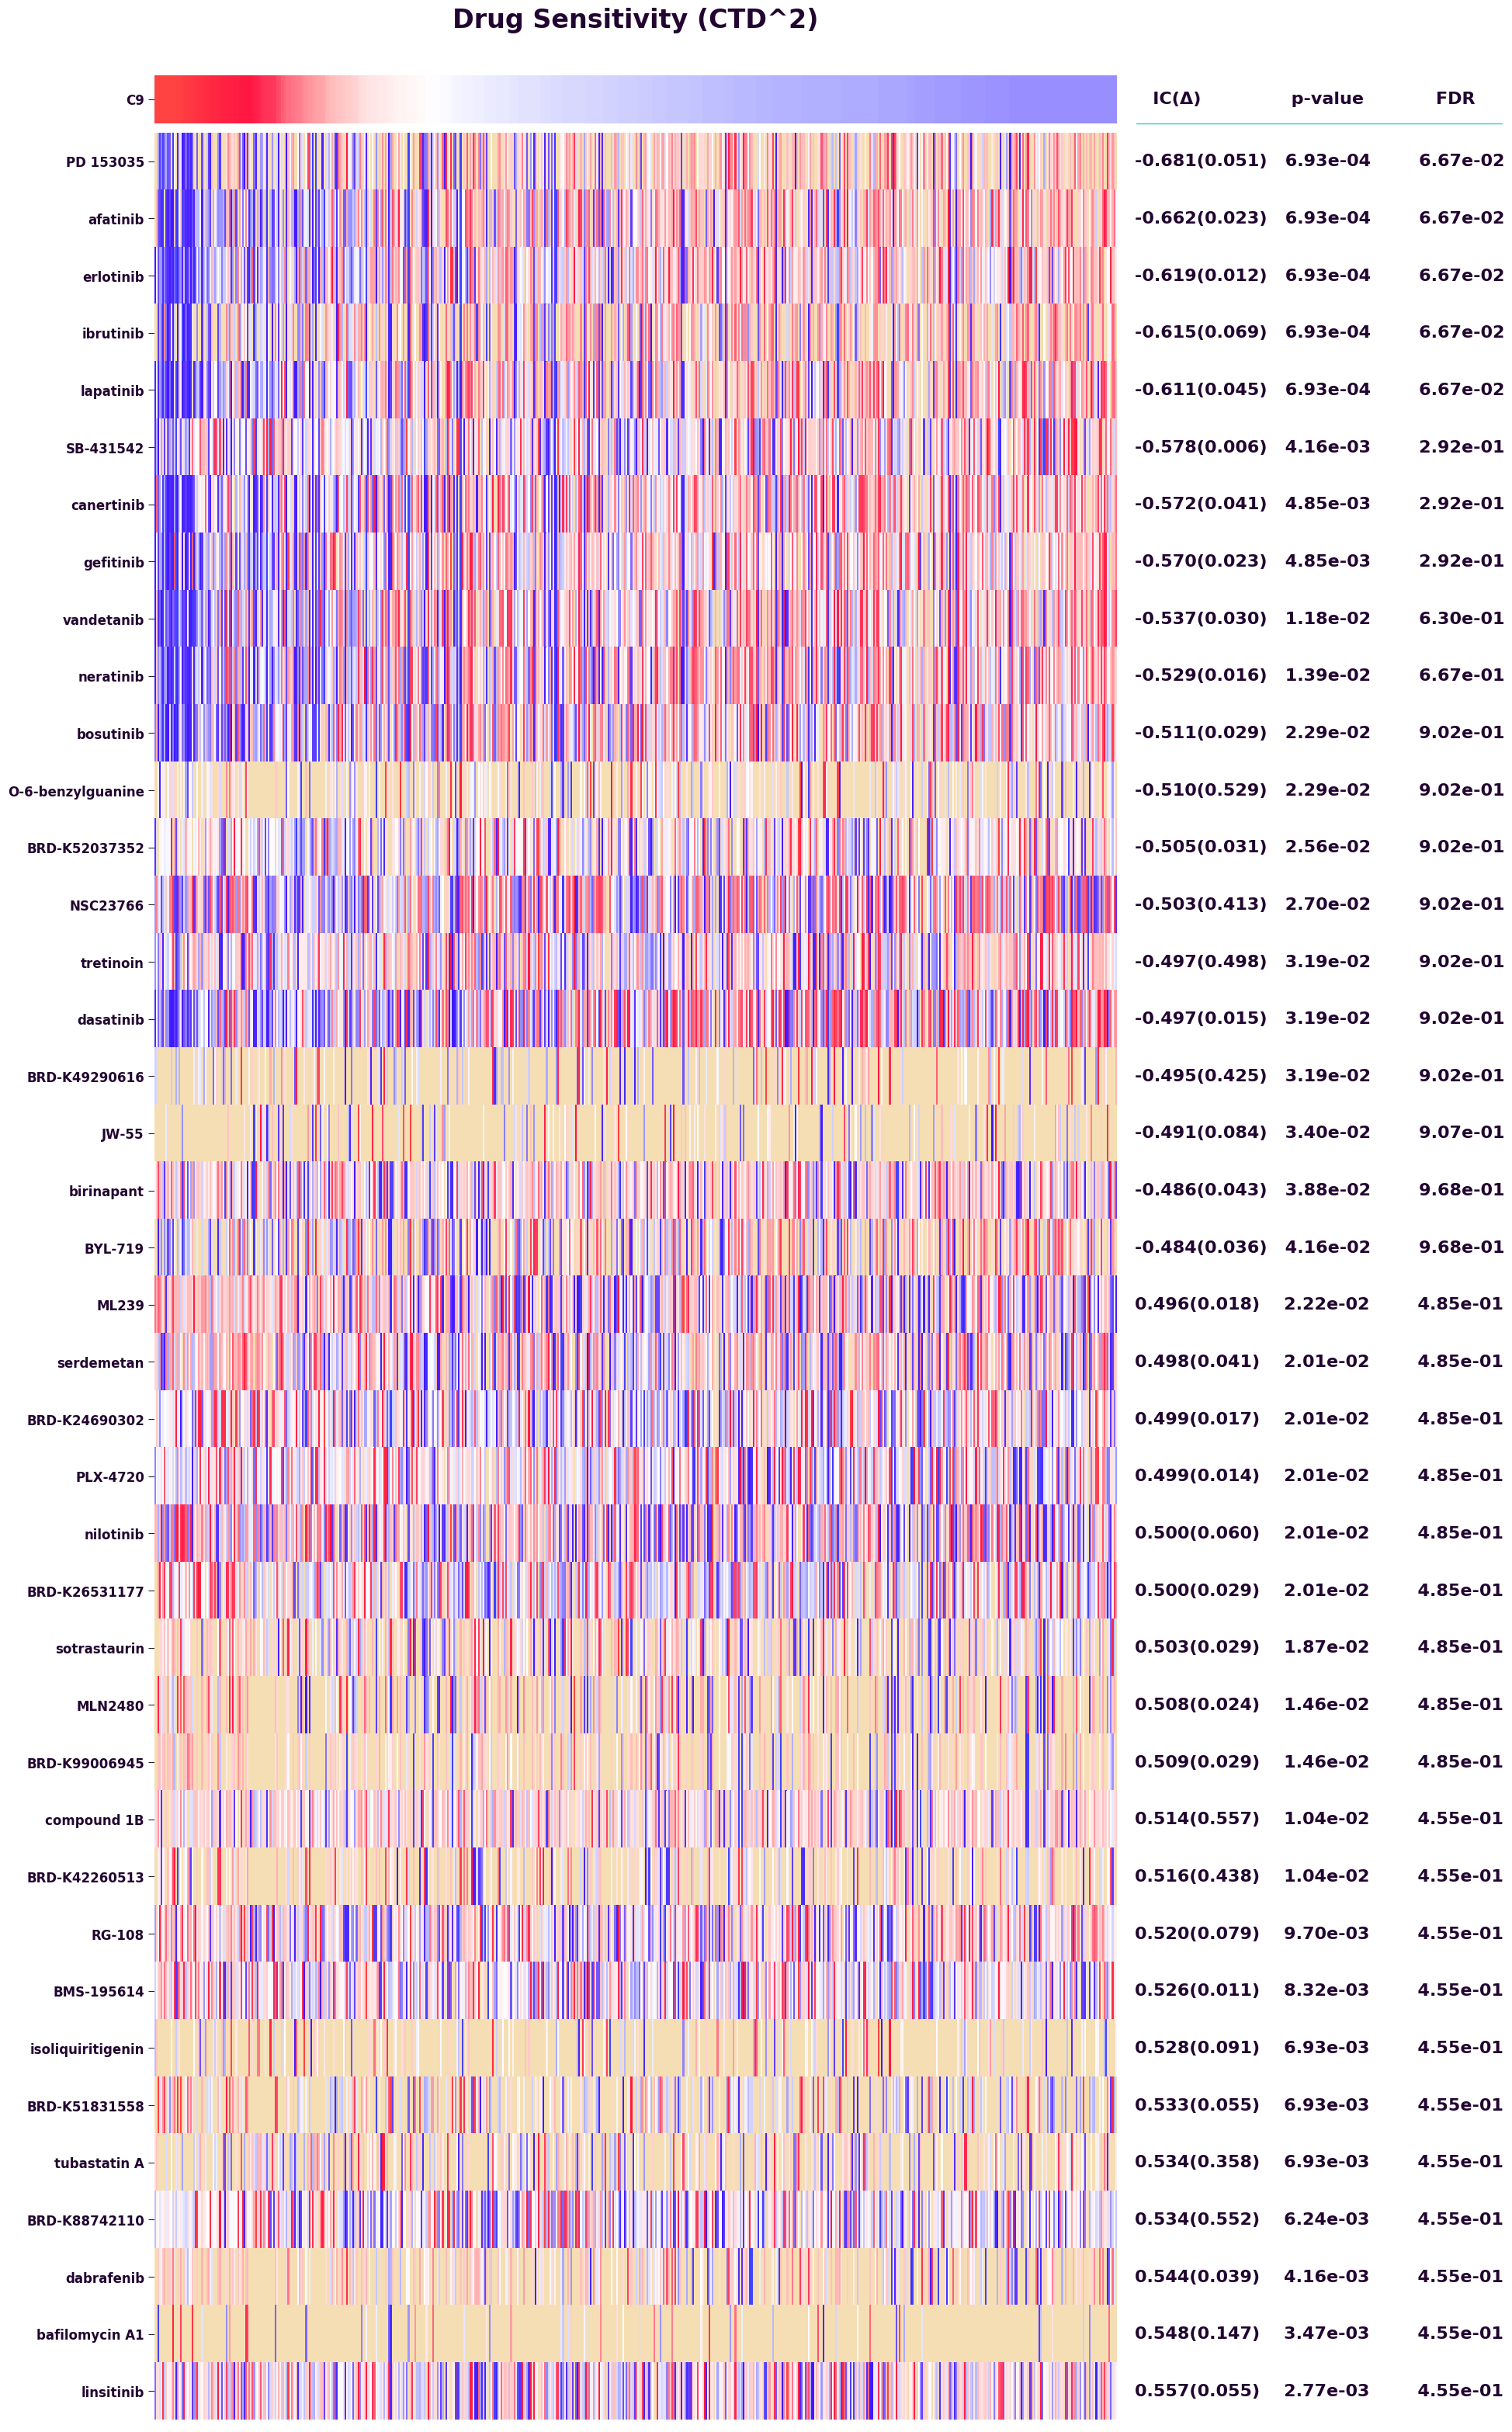 Drug Sensitivity (CTD^2)
C9 IC(Δ) p-value FDR
PD 153035 -0.681(0.051) 6.93e-04 6.67e-02
afatinib -0.662(0.023) 6.93e-04 6.67e-02
erlotinib -0.619(0.012) 6.93e-04 6.67e-02
ibrutinib -0.615(0.069) 6.93e-04 6.67e-02
lapatinib -0.611(0.045) 6.93e-04 6.67e-02
SB-431542 -0.578(0.006) 4.16e-03 2.92e-01
canertinib -0.572(0.041) 4.85e-03 2.92e-01
gefitinib -0.570(0.023) 4.85e-03 2.92e-01
vandetanib -0.537(0.030) 1.18e-02 6.30e-01
neratinib -0.529(0.016) 1.39e-02 6.67e-01
bosutinib -0.511(0.029) 2.29e-02 9.02e-01
O-6-benzylguanine -0.510(0.529) 2.29e-02 9.02e-01
BRD-K52037352 -0.505(0.031) 2.56e-02 9.02e-01
NSC23766 -0.503(0.413) 2.70e-02 9.02e-01
tretinoin -0.497(0.498) 3.19e-02 9.02e-01
dasatinib -0.497(0.015) 3.19e-02 9.02e-01
BRD-K49290616 -0.495(0.425) 3.19e-02 9.02e-01
JW-55 -0.491(0.084) 3.40e-02 9.07e-01
birinapant -0.486(0.043) 3.88e-02 9.68e-01
BYL-719 -0.484(0.036) 4.16e-02 9.68e-01
ML239 0.496(0.018) 2.22e-02 4.85e-01
serdemetan 0.498(0.041) 2.01e-02 4.85e-01
BRD-K24690302 0.499(0.017) 2.01e-02 4.85e-01
PLX-4720 0.499(0.014) 2.01e-02 4.85e-01
nilotinib 0.500(0.060) 2.01e-02 4.85e-01
BRD-K26531177 0.500(0.029) 2.01e-02 4.85e-01
sotrastaurin 0.503(0.029) 1.87e-02 4.85e-01
MLN2480 0.508(0.024) 1.46e-02 4.85e-01
BRD-K99006945 0.509(0.029) 1.46e-02 4.85e-01
compound 1B 0.514(0.557) 1.04e-02 4.55e-01
BRD-K42260513 0.516(0.438) 1.04e-02 4.55e-01
RG-108 0.520(0.079) 9.70e-03 4.55e-01
BMS-195614 0.526(0.011) 8.32e-03 4.55e-01
isoliquiritigenin 0.528(0.091) 6.93e-03 4.55e-01
BRD-K51831558 0.533(0.055) 6.93e-03 4.55e-01
tubastatin A 0.534(0.358) 6.93e-03 4.55e-01
BRD-K88742110 0.534(0.552) 6.24e-03 4.55e-01
dabrafenib 0.544(0.039) 4.16e-03 4.55e-01
bafilomycin A1 0.548(0.147) 3.47e-03 4.55e-01
linsitinib 0.557(0.055) 2.77e-03 4.55e-01